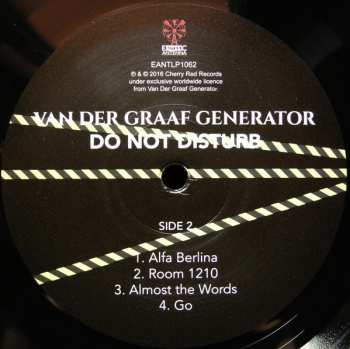 ESOTERIC
ANTENNA
EANTLP1062
℗ & © 2016 Cherry Red Records
under exclusive worldwide licence
from Van Der Graaf Generator.
VAN DER GRAAF GENERATOR
DO NOT DISTURB
SIDE 2
1. Alfa Berlina
2. Room 1210
3. Almost the Words
4. Go